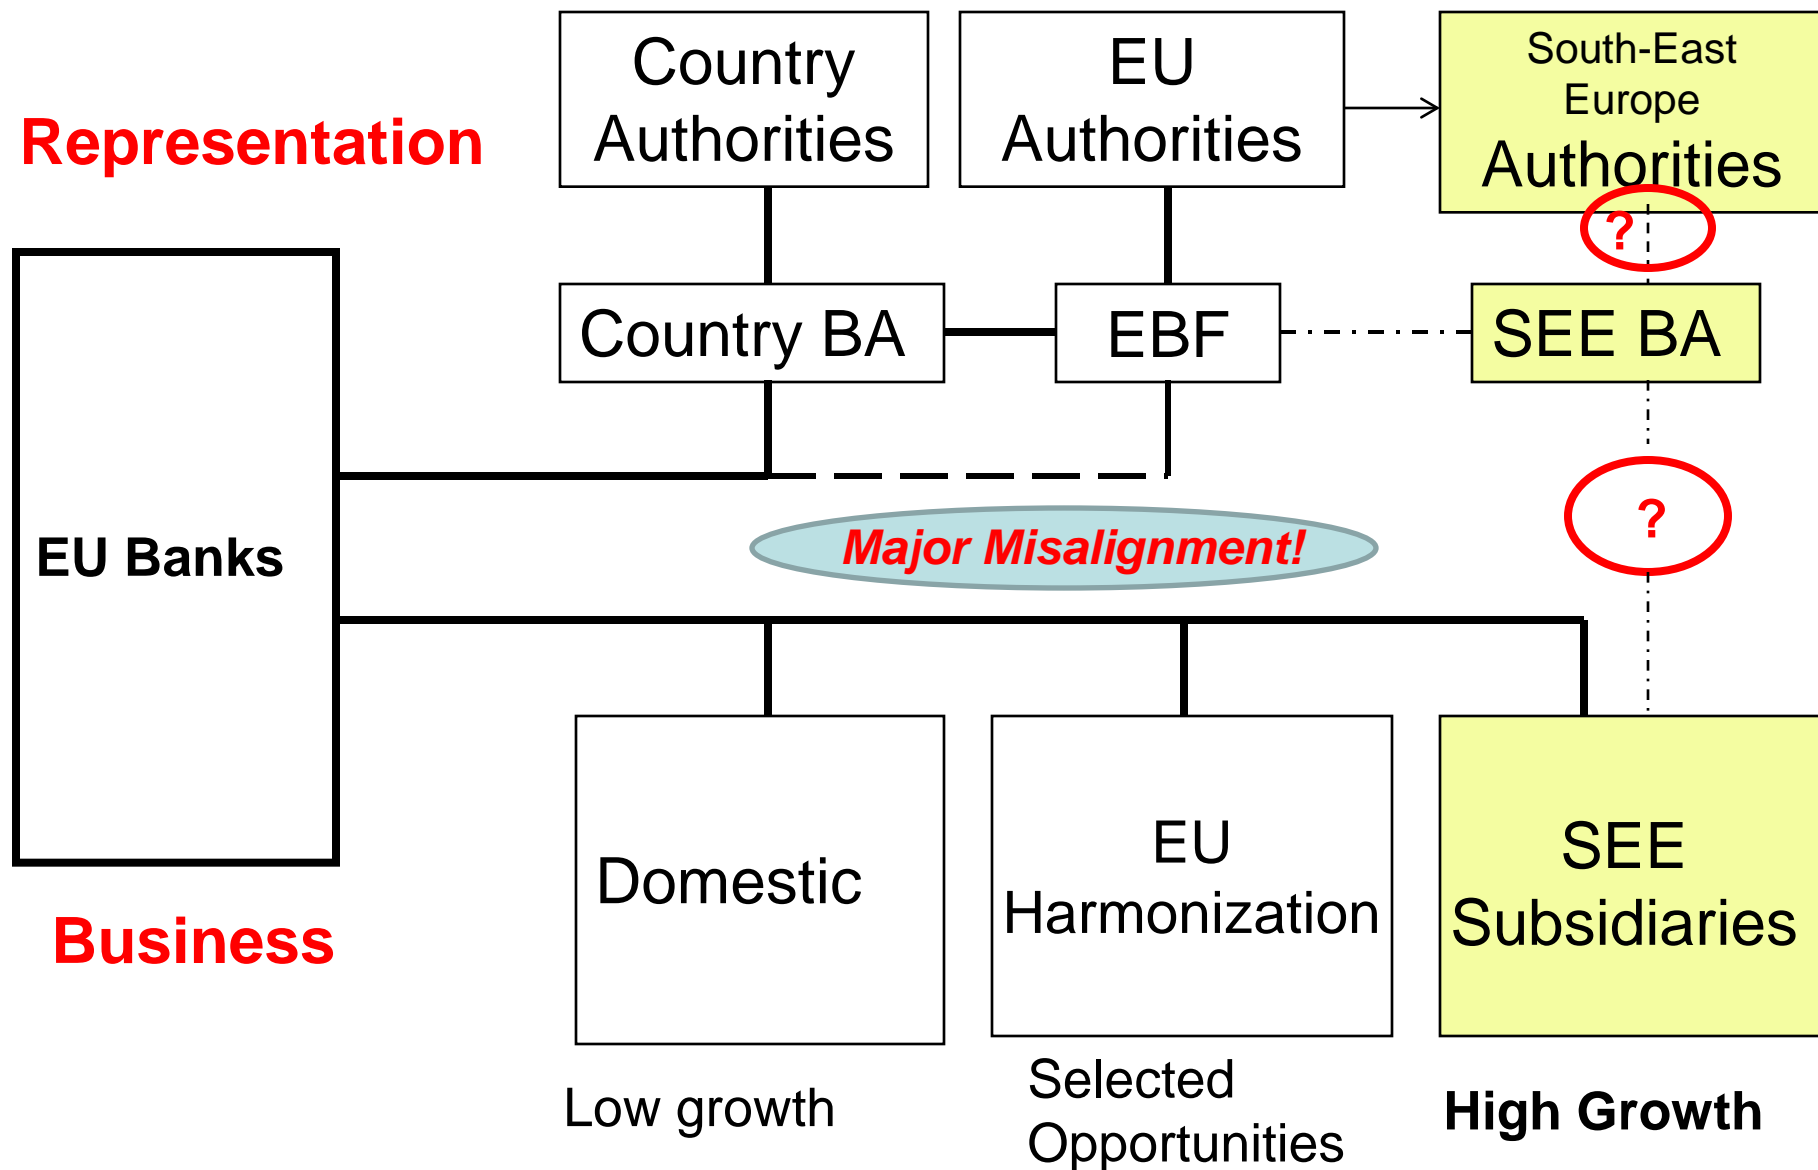 Representation
Country
Authorities
EU
Authorities
South-East
Europe
Authorities
?
Country BA
EBF
SEE BA
EU Banks
Major Misalignment!
?
Business
Domestic
EU
Harmonization
SEE
Subsidiaries
Low growth
Selected
Opportunities
High Growth